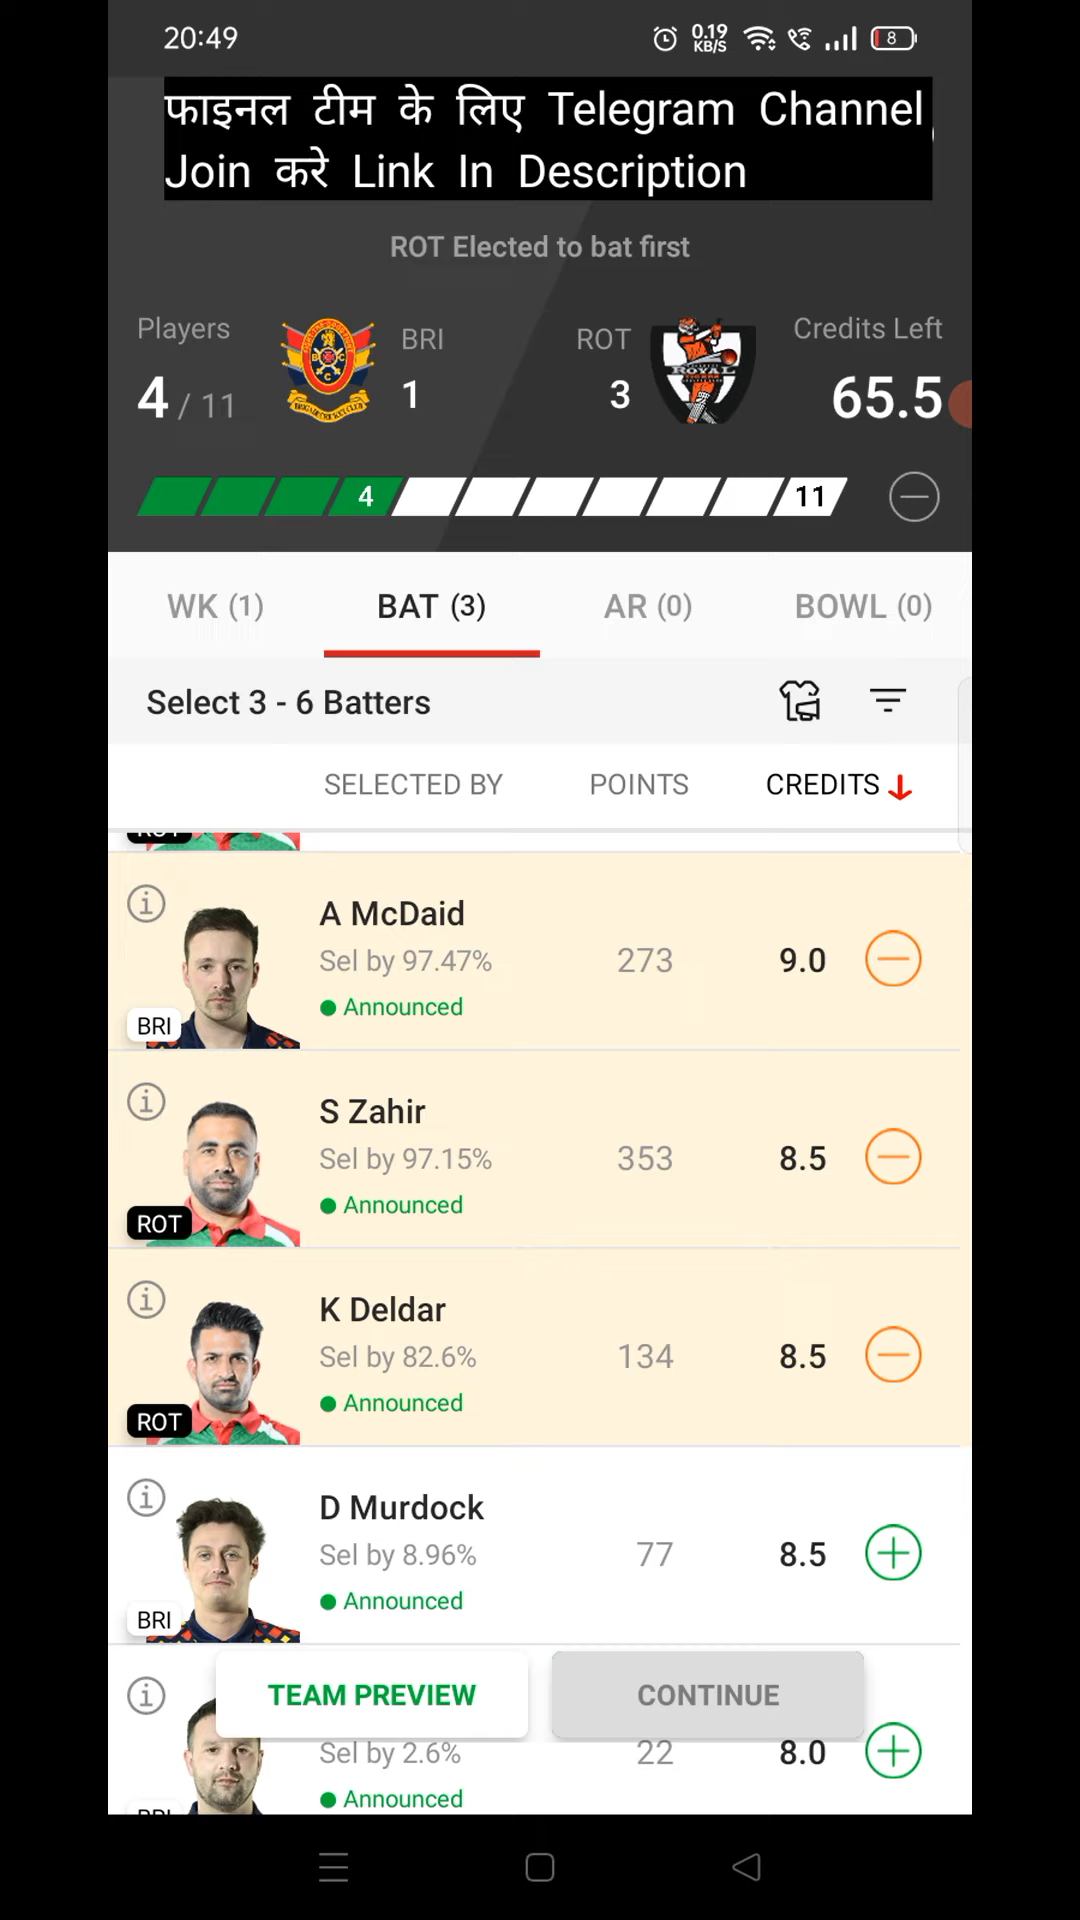 20:49
0.19
KB/S
8
फाइनल टीम के लिए Telegram Channel
Join करे Link In Description
ROT Elected to bat first
Players
BRI
ROT
Credits Left
4 / 11
1
3
65.5
ROYAL
4
11
WK (1)
BAT (3)
AR (0)
BOWL (0)
Select 3 - 6 Batters
SELECTED BY
POINTS
CREDITS
A McDaid
Sel by 97.47%
273
9.0
Announced
BRI
S Zahir
Sel by 97.15%
353
8.5
Announced
ROT
K Deldar
Sel by 82.6%
134
8.5
Announced
ROT
D Murdock
Sel by 8.96%
77
8.5
Announced
BRI
TEAM PREVIEW
CONTINUE
Sel by 2.6%
22
8.0
Announced